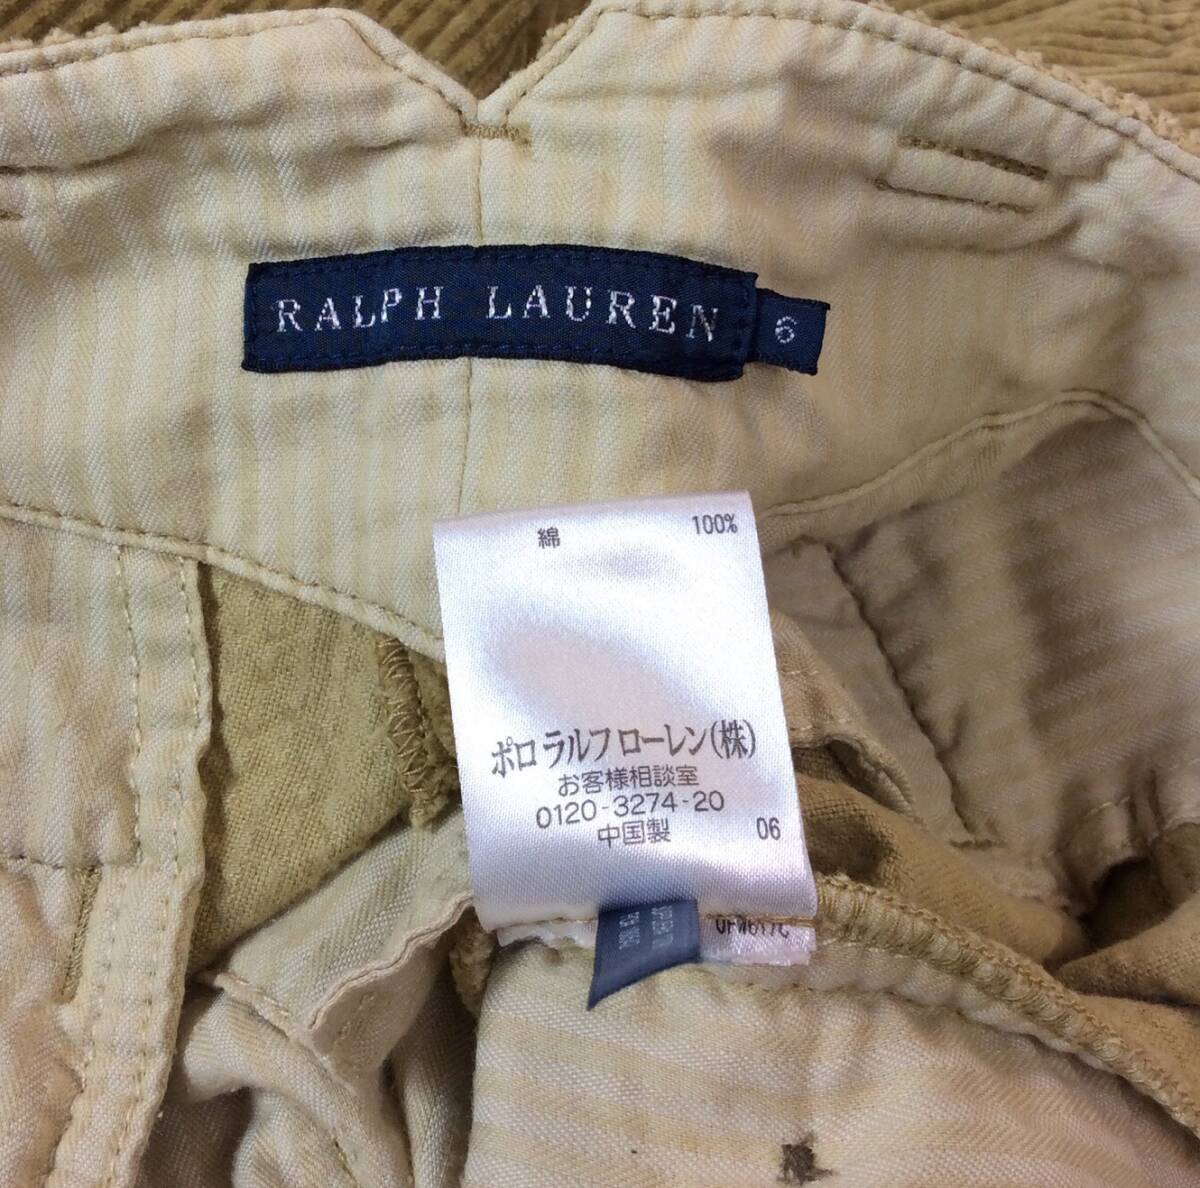 RALPH LAUREN
6
綿 100%
ポロ ラルフ ローレン(株)
お客様相談室
0120-3274-20
中国製 06